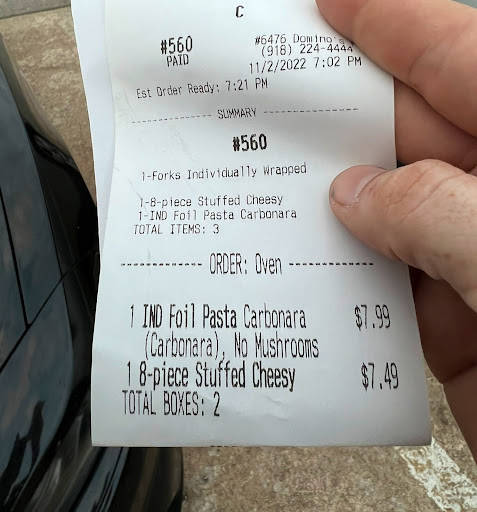 C
#560
PAID
#6476 Domino's
(918) 224-4444
11/2/2022 7:02 PM
Est Order Ready: 7:21 PM
SUMMARY
#560
1-Forks Individually Wrapped
1-8-piece Stuffed Cheesy
1-IND Foil Pasta Carbonara
TOTAL ITEMS: 3
ORDER: Oven
1 IND Foil Pasta Carbonara $7.99
(Carbonara), No Mushrooms
1 8-piece Stuffed Cheesy $7.49
TOTAL BOXES: 2